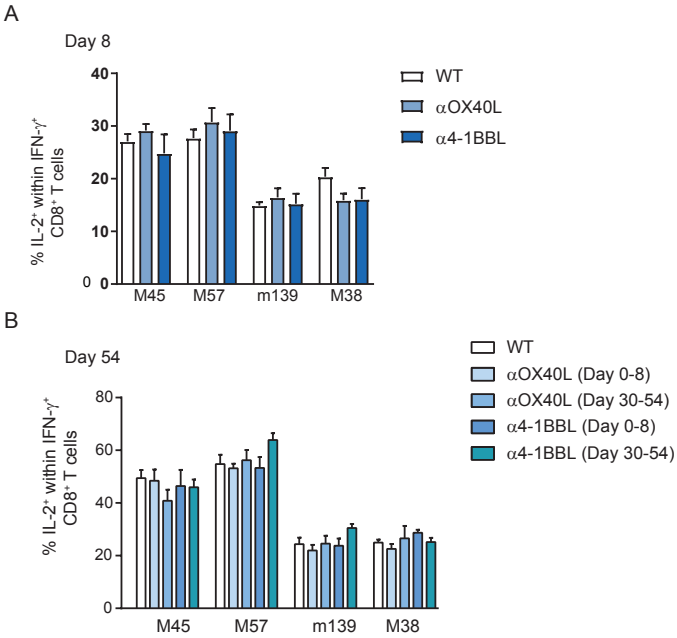 A
Day 8
% IL-2⁺ within IFN-γ⁺
CD8⁺ T cells
40
30
20
10
0 0
M45 M57 m139 M38
WT
αOX40L
α4-1BBL
B
Day 54
% IL-2⁺ within IFN-γ⁺
CD8⁺ T cells
80
60
40
20
0
M45 M57 m139 M38
WT
αOX40L (Day 0-8)
αOX40L (Day 30-54)
α4-1BBL (Day 0-8)
α4-1BBL (Day 30-54)